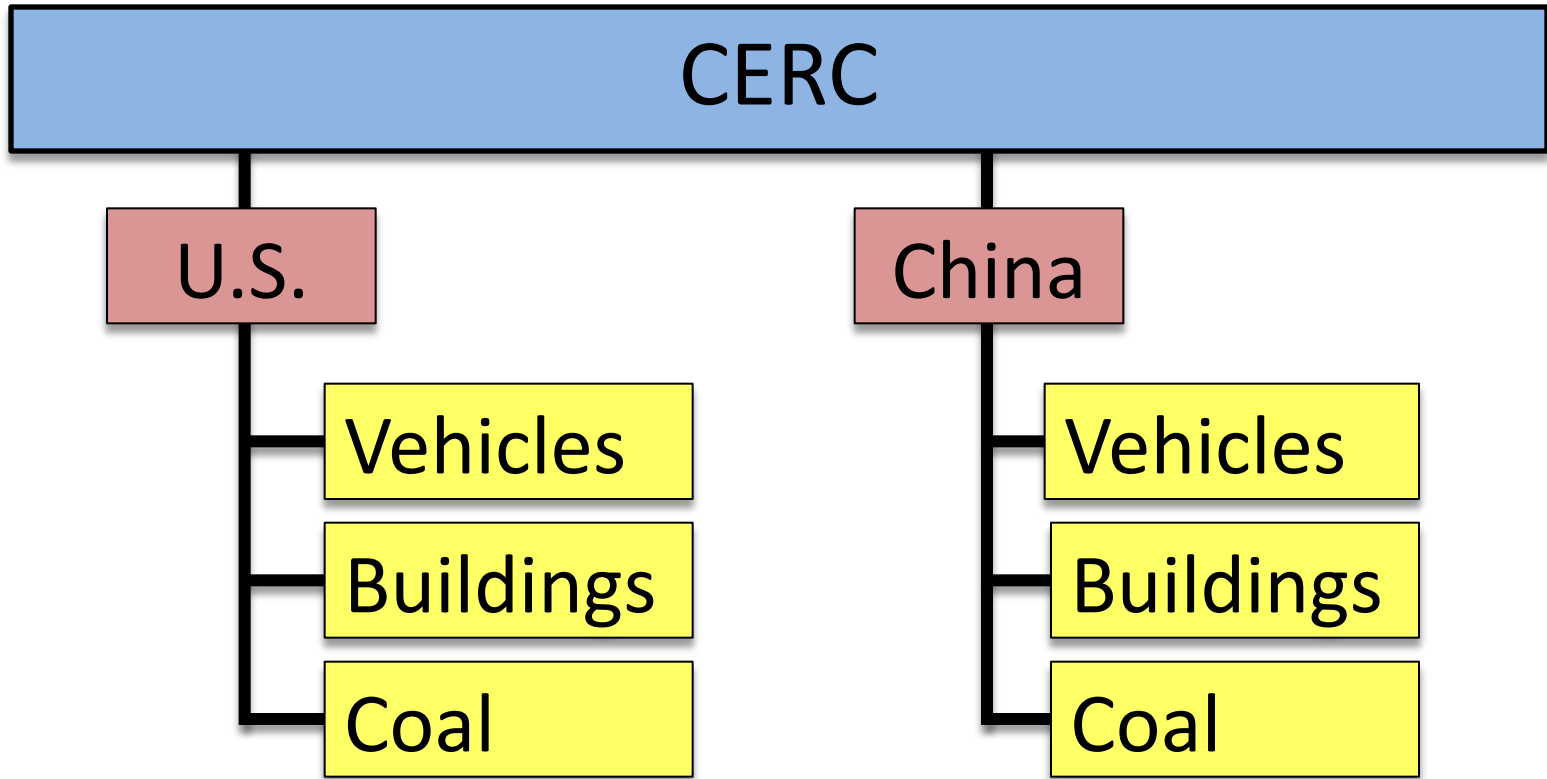 CERC
U.S.
China
Vehicles
Buildings
Coal
Vehicles
Buildings
Coal